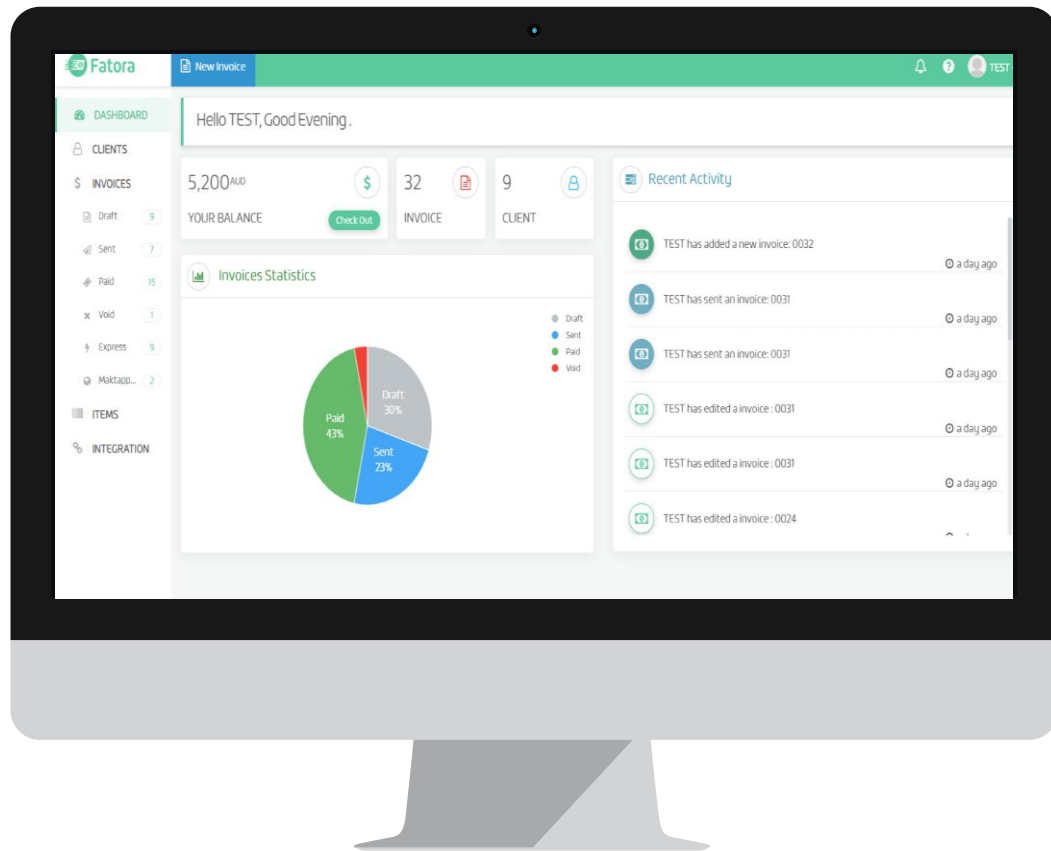 Fatora
New Invoice
TEST
DASHBOARD
CLIENTS
INVOICES
Draft 9
Sent 7
Paid 15
Void 1
Express 9
Maktapp... 2
ITEMS
INTEGRATION
Hello TEST, Good Evening .
5,200 AUD
YOUR BALANCE
Check Out
32
INVOICE
9
CLIENT
Invoices Statistics
Draft
Sent
Paid
Void
Draft
30%
Paid
43%
Sent
23%
Recent Activity
TEST has added a new invoice: 0032
a day ago
TEST has sent an invoice: 0031
a day ago
TEST has sent an invoice: 0031
a day ago
TEST has edited a invoice : 0031
a day ago
TEST has edited a invoice : 0031
a day ago
TEST has edited a invoice : 0024